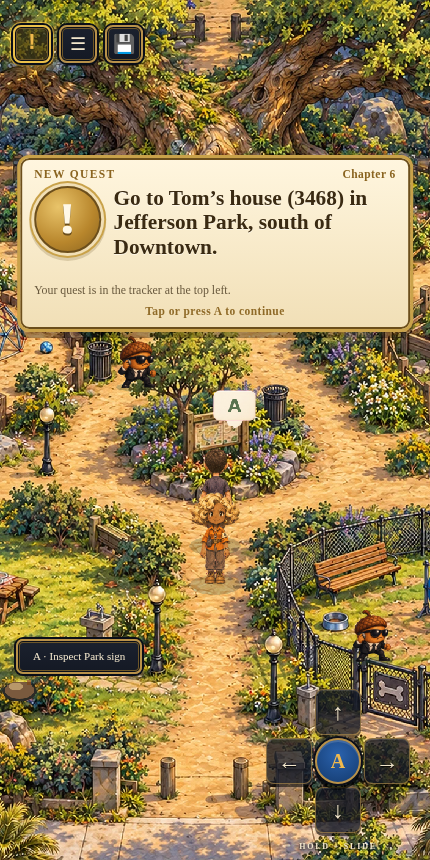 !
NEW QUEST
Chapter 6
!
Go to Tom’s house (3468) in
Jefferson Park, south of
Downtown.
Your quest is in the tracker at the top left.
Tap or press A to continue
A
A · Inspect Park sign
↑
← A →
↓
HOLD + SLIDE